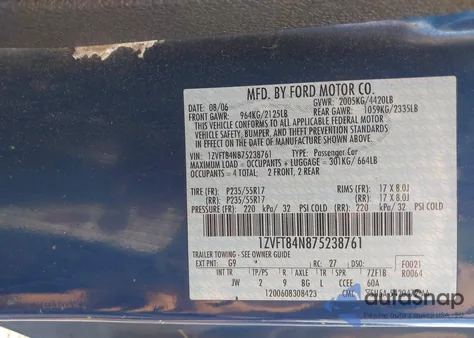 MFD. BY FORD MOTOR CO.
08/06 GVWR: 2005KG/4420LB
FRONT GAWR: 964KG/2125LB REAR GAWR: 1059KG/2335LB
THIS VEHICLE CONFORMS TO ALL APPLICABLE FEDERAL MOTOR
VEHICLE SAFETY, BUMPER, AND THEFT PREVENTION STANDARDS IN
EFFECT ON THE DATE OF MANUFACTURE SHOWN ABOVE.
VIN: 1ZVFT84N875238761 TYPE: Passenger Car
MAXIMUM LOAD = OCCUPANTS + LUGGAGE = 301KG/ 664LB
OCCUPANTS = 4 TOTAL; 2 FRONT, 2 REAR
TIRE (FR): P235/55R17 RIMS (FR): 17 X 8.0J
(RR): P235/55R17 (RR): 17 X 8.0J
PRESSURE (FR): 220 kPa/ 32 PSI COLD (RR): 220 kPa/ 32 PSI COLD
1ZVFT84N875238761
TRAILER TOWING - SEE OWNER GUIDE
EXT PNT: G9 * RC: 27 DSO: F0021
INT TR TP/PS R AXLE TR SPR 7ZF1B R0064
JW 2 9 BG L CCEE 60A
1200608308423 CMC
autoSnap